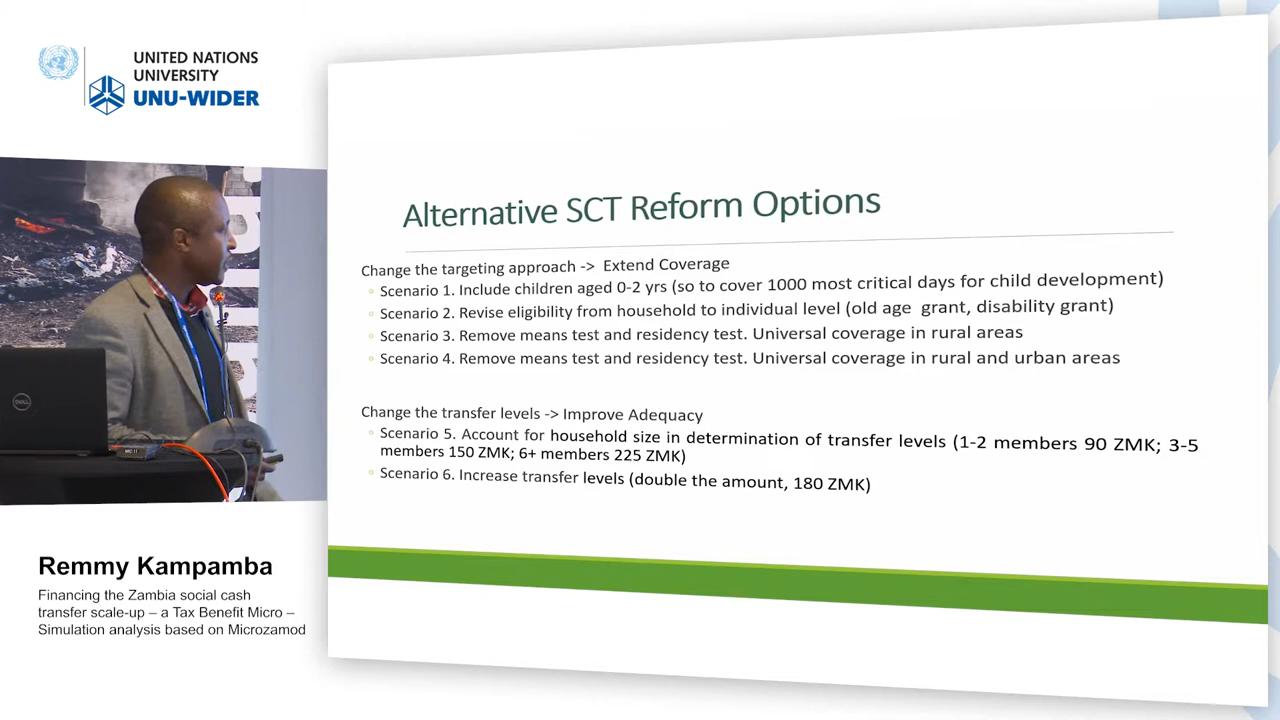 UNITED NATIONS
UNIVERSITY
UNU-WIDER
Alternative SCT Reform Options
Change the targeting approach -> Extend Coverage
Scenario 1. Include children aged 0-2 yrs (so to cover 1000 most critical days for child development)
Scenario 2. Revise eligibility from household to individual level (old age grant, disability grant)
Scenario 3. Remove means test and residency test. Universal coverage in rural areas
Scenario 4. Remove means test and residency test. Universal coverage in rural and urban areas
Change the transfer levels -> Improve Adequacy
Scenario 5. Account for household size in determination of transfer levels (1-2 members 90 ZMK; 3-5
members 150 ZMK; 6+ members 225 ZMK)
Scenario 6. Increase transfer levels (double the amount, 180 ZMK)
DELL
MIC 11
Remmy Kampamba
Financing the Zambia social cash
transfer scale-up – a Tax Benefit Micro –
Simulation analysis based on Microzamod